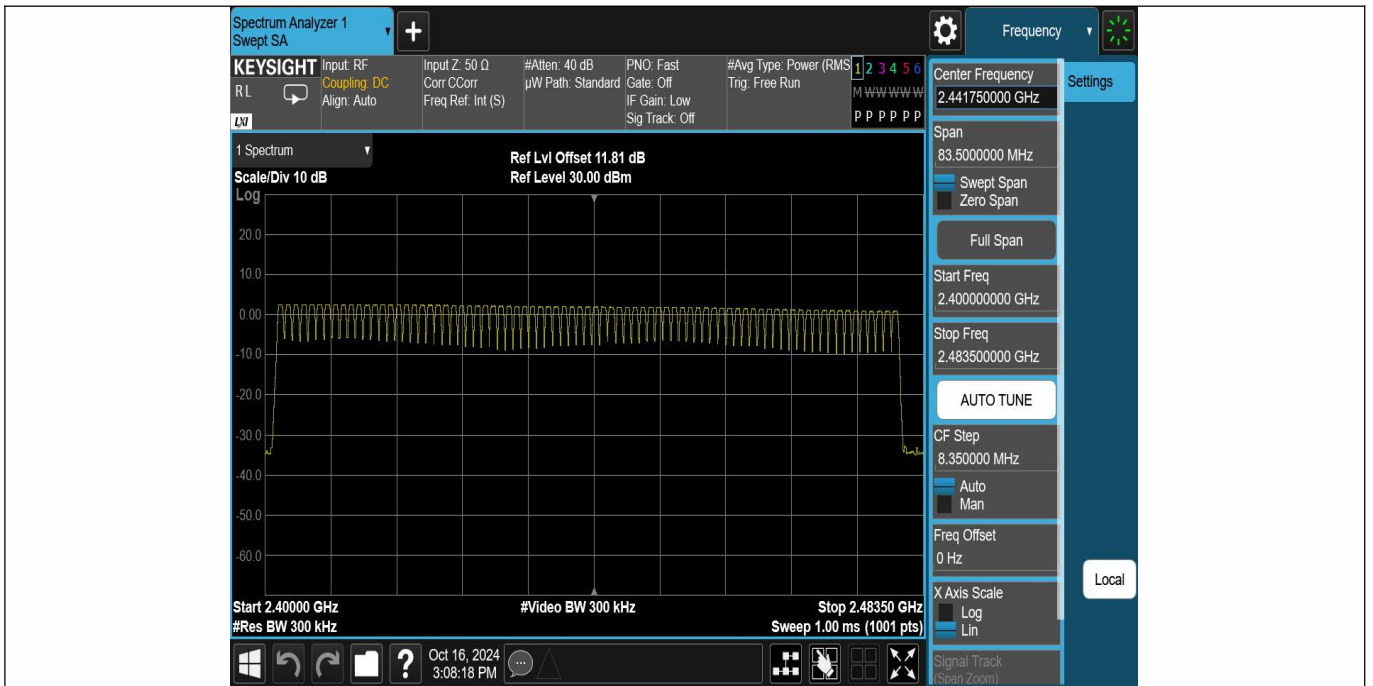 Spectrum Analyzer 1
Swept SA
+
Frequency
KEYSIGHT
RL
LXI
Input: RF
Coupling: DC
Align: Auto
Input Z: 50 Ω
Corr CCorr
Freq Ref: Int (S)
#Atten: 40 dB
µW Path: Standard
PNO: Fast
Gate: Off
IF Gain: Low
Sig Track: Off
#Avg Type: Power (RMS
Trig: Free Run
1 2 3 4 5 6
M W W W W W
P P P P P P
Center Frequency
2.441750000 GHz
Settings
Span
83.5000000 MHz
Swept Span
Zero Span
Full Span
Start Freq
2.400000000 GHz
Stop Freq
2.483500000 GHz
AUTO TUNE
CF Step
8.350000 MHz
Auto
Man
Freq Offset
0 Hz
X Axis Scale
Log
Lin
Signal Track
(Span Zoom)
Local
1 Spectrum
Scale/Div 10 dB
Ref Lvl Offset 11.81 dB
Ref Level 30.00 dBm
Log
20.0
10.0
0.00
-10.0
-20.0
-30.0
-40.0
-50.0
-60.0
Start 2.40000 GHz
#Res BW 300 kHz
#Video BW 300 kHz
Stop 2.48350 GHz
Sweep 1.00 ms (1001 pts)
?
Oct 16, 2024
3:08:18 PM